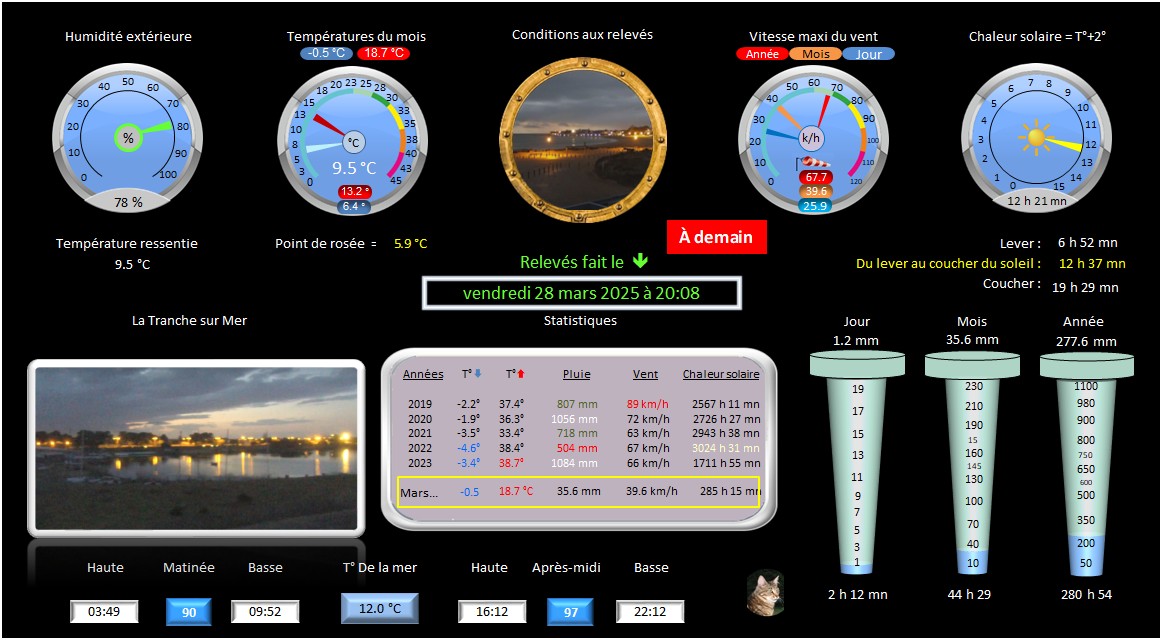 Humidité extérieure
Températures du mois
Conditions aux relevés
Vitesse maxi du vent
Chaleur solaire = T°+2°
-0.5 °C 18.7 °C
Année Mois Jour
0 10 20 30 40 50 60 70 80 90 100
%
78 %
0 3 5 8 10 13 15 18 20 23 25 28 30 33 35 38 40 43 45
°C
9.5 °C
13.2 °
6.4 °
0 10 20 30 40 50 60 70 80 90 100 110 120
k/h
67.7
39.6
25.9
0 1 2 3 4 5 6 7 8 9 10 11 12 13 14 15
12 h 21 mn
Température ressentie
9.5 °C
Point de rosée = 5.9 °C
À demain
Relevés fait le
vendredi 28 mars 2025 à 20:08
Lever : 6 h 52 mn
Du lever au coucher du soleil : 12 h 37 mn
Coucher : 19 h 29 mn
La Tranche sur Mer
Statistiques
Années T° T° Pluie Vent Chaleur solaire
2019 -2.2° 37.4° 807 mm 89 km/h 2567 h 11 mn
2020 -1.9° 36.3° 1056 mm 72 km/h 2726 h 27 mn
2021 -3.5° 33.4° 718 mm 63 km/h 2943 h 38 mn
2022 -4.6° 38.4° 504 mm 67 km/h 3024 h 31 mn
2023 -3.4° 38.7° 1084 mm 66 km/h 1711 h 55 mn
Mars... -0.5 18.7 °C 35.6 mm 39.6 km/h 285 h 15 mn
Jour
1.2 mm
19
17
15
13
11
9
7
5
3
1
2 h 12 mn
Mois
35.6 mm
230
210
190
15
160
145
130
100
70
40
10
44 h 29
Année
277.6 mm
1100
980
900
800
750
650
600
500
350
200
50
280 h 54
Haute Matinée Basse
03:49 90 09:52
T° De la mer
12.0 °C
Haute Après-midi Basse
16:12 97 22:12